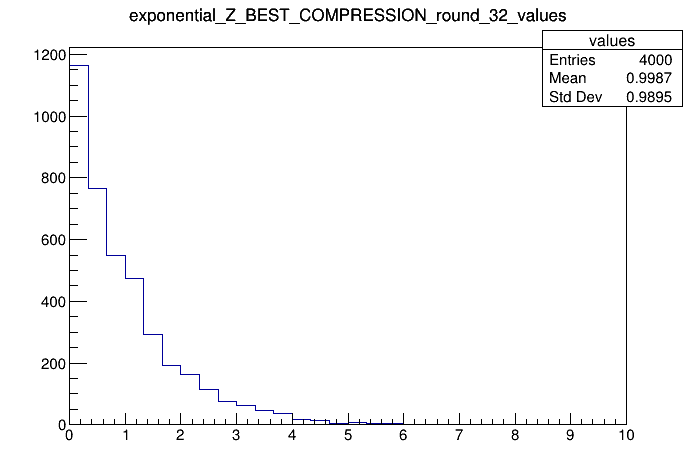 exponential_Z_BEST_COMPRESSION_round_32_values
values
Entries 4000
Mean 0.9987
Std Dev 0.9895
1200
1000
800
600
400
200
0
0 1 2 3 4 5 6 7 8 9 10